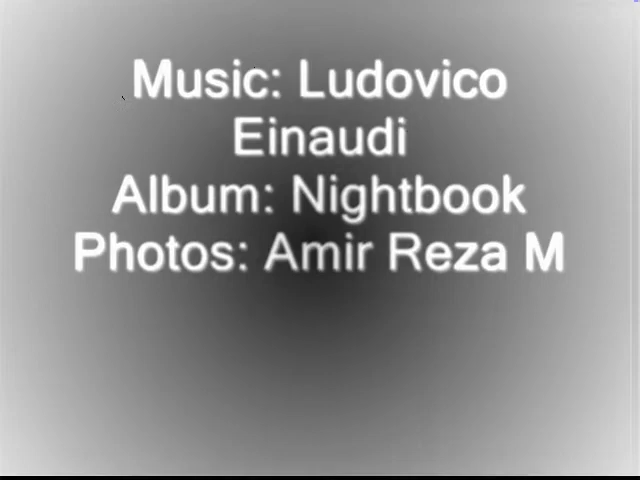 Music: Ludovico
Einaudi
Album: Nightbook
Photos: Amir Reza M